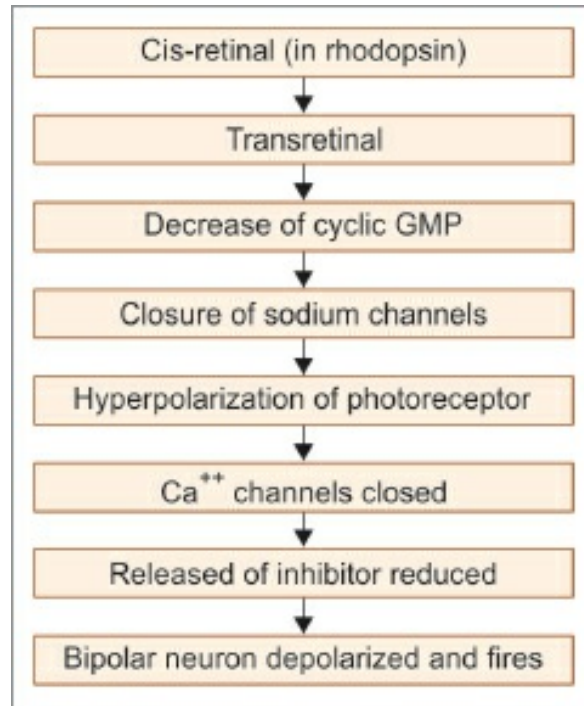 Cis-retinal (in rhodopsin)
Transretinal
Decrease of cyclic GMP
Closure of sodium channels
Hyperpolarization of photoreceptor
Ca⁺⁺ channels closed
Released of inhibitor reduced
Bipolar neuron depolarized and fires